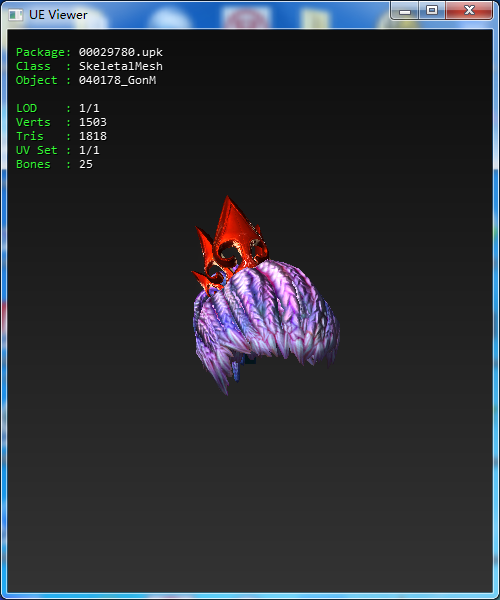 UE Viewer
Package: 00029780.upk
Class : SkeletalMesh
Object : 040178_GonM
LOD : 1/1
Verts : 1503
Tris : 1818
UV Set : 1/1
Bones : 25